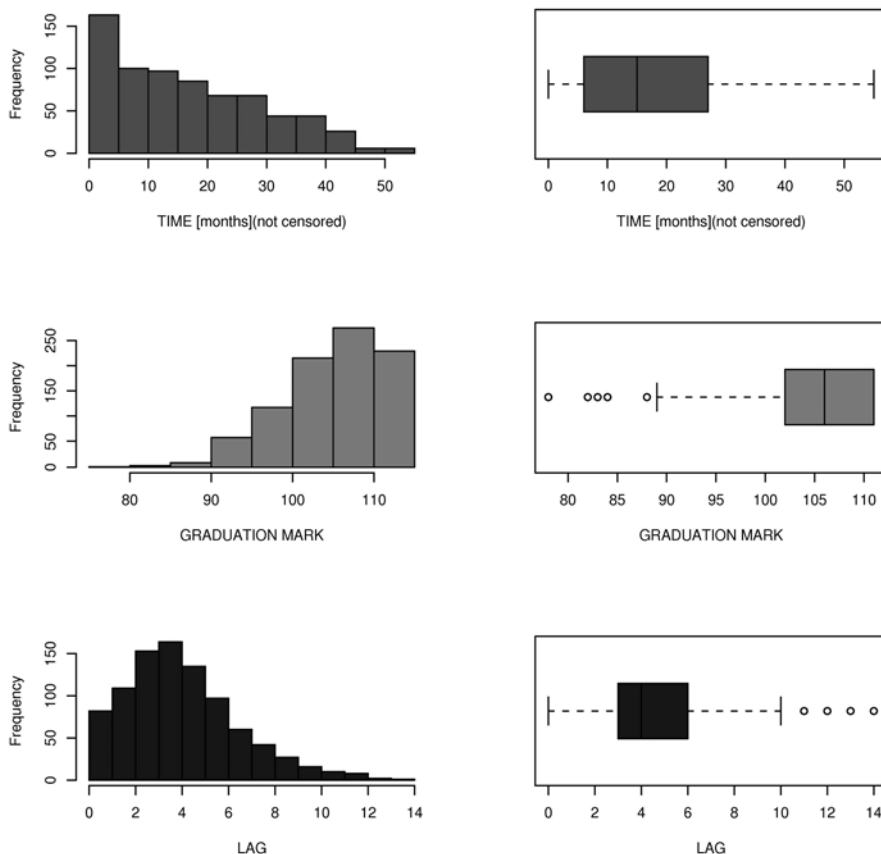 Frequency
150
100
50
0
0 10 20 30 40 50
TIME [months](not censored)
0 10 20 30 40 50
TIME [months](not censored)
Frequency
250
150
50
0
80 90 100 110
GRADUATION MARK
80 85 90 95 100 105 110
GRADUATION MARK
Frequency
150
100
50
0
0 2 4 6 8 10 12 14
LAG
0 2 4 6 8 10 12 14
LAG